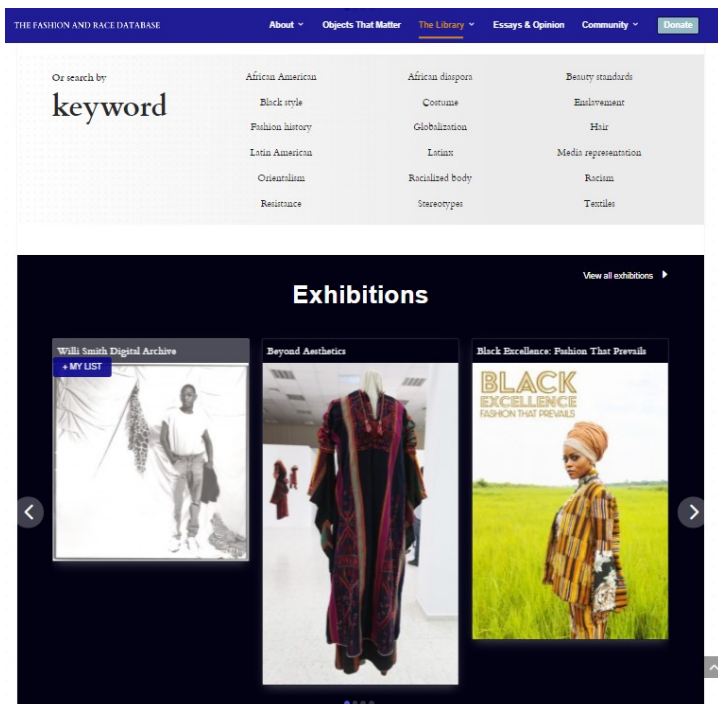 THE FASHION AND RACE DATABASE
About Objects That Matter The Library Essays & Opinion Community Donate
Or search by
keyword
African American African diaspora Beauty standards
Black style Costume Enslavement
Fashion history Globalization Hair
Latin American Latinx Media representation
Orientalism Racialized body Racism
Resistance Stereotypes Textiles
View all exhibitions
Exhibitions
Willi Smith Digital Archive
+ MY LIST
Beyond Aesthetics
Black Excellence: Fashion That Prevails
BLACK
EXCELLENCE
FASHION THAT PREVAILS